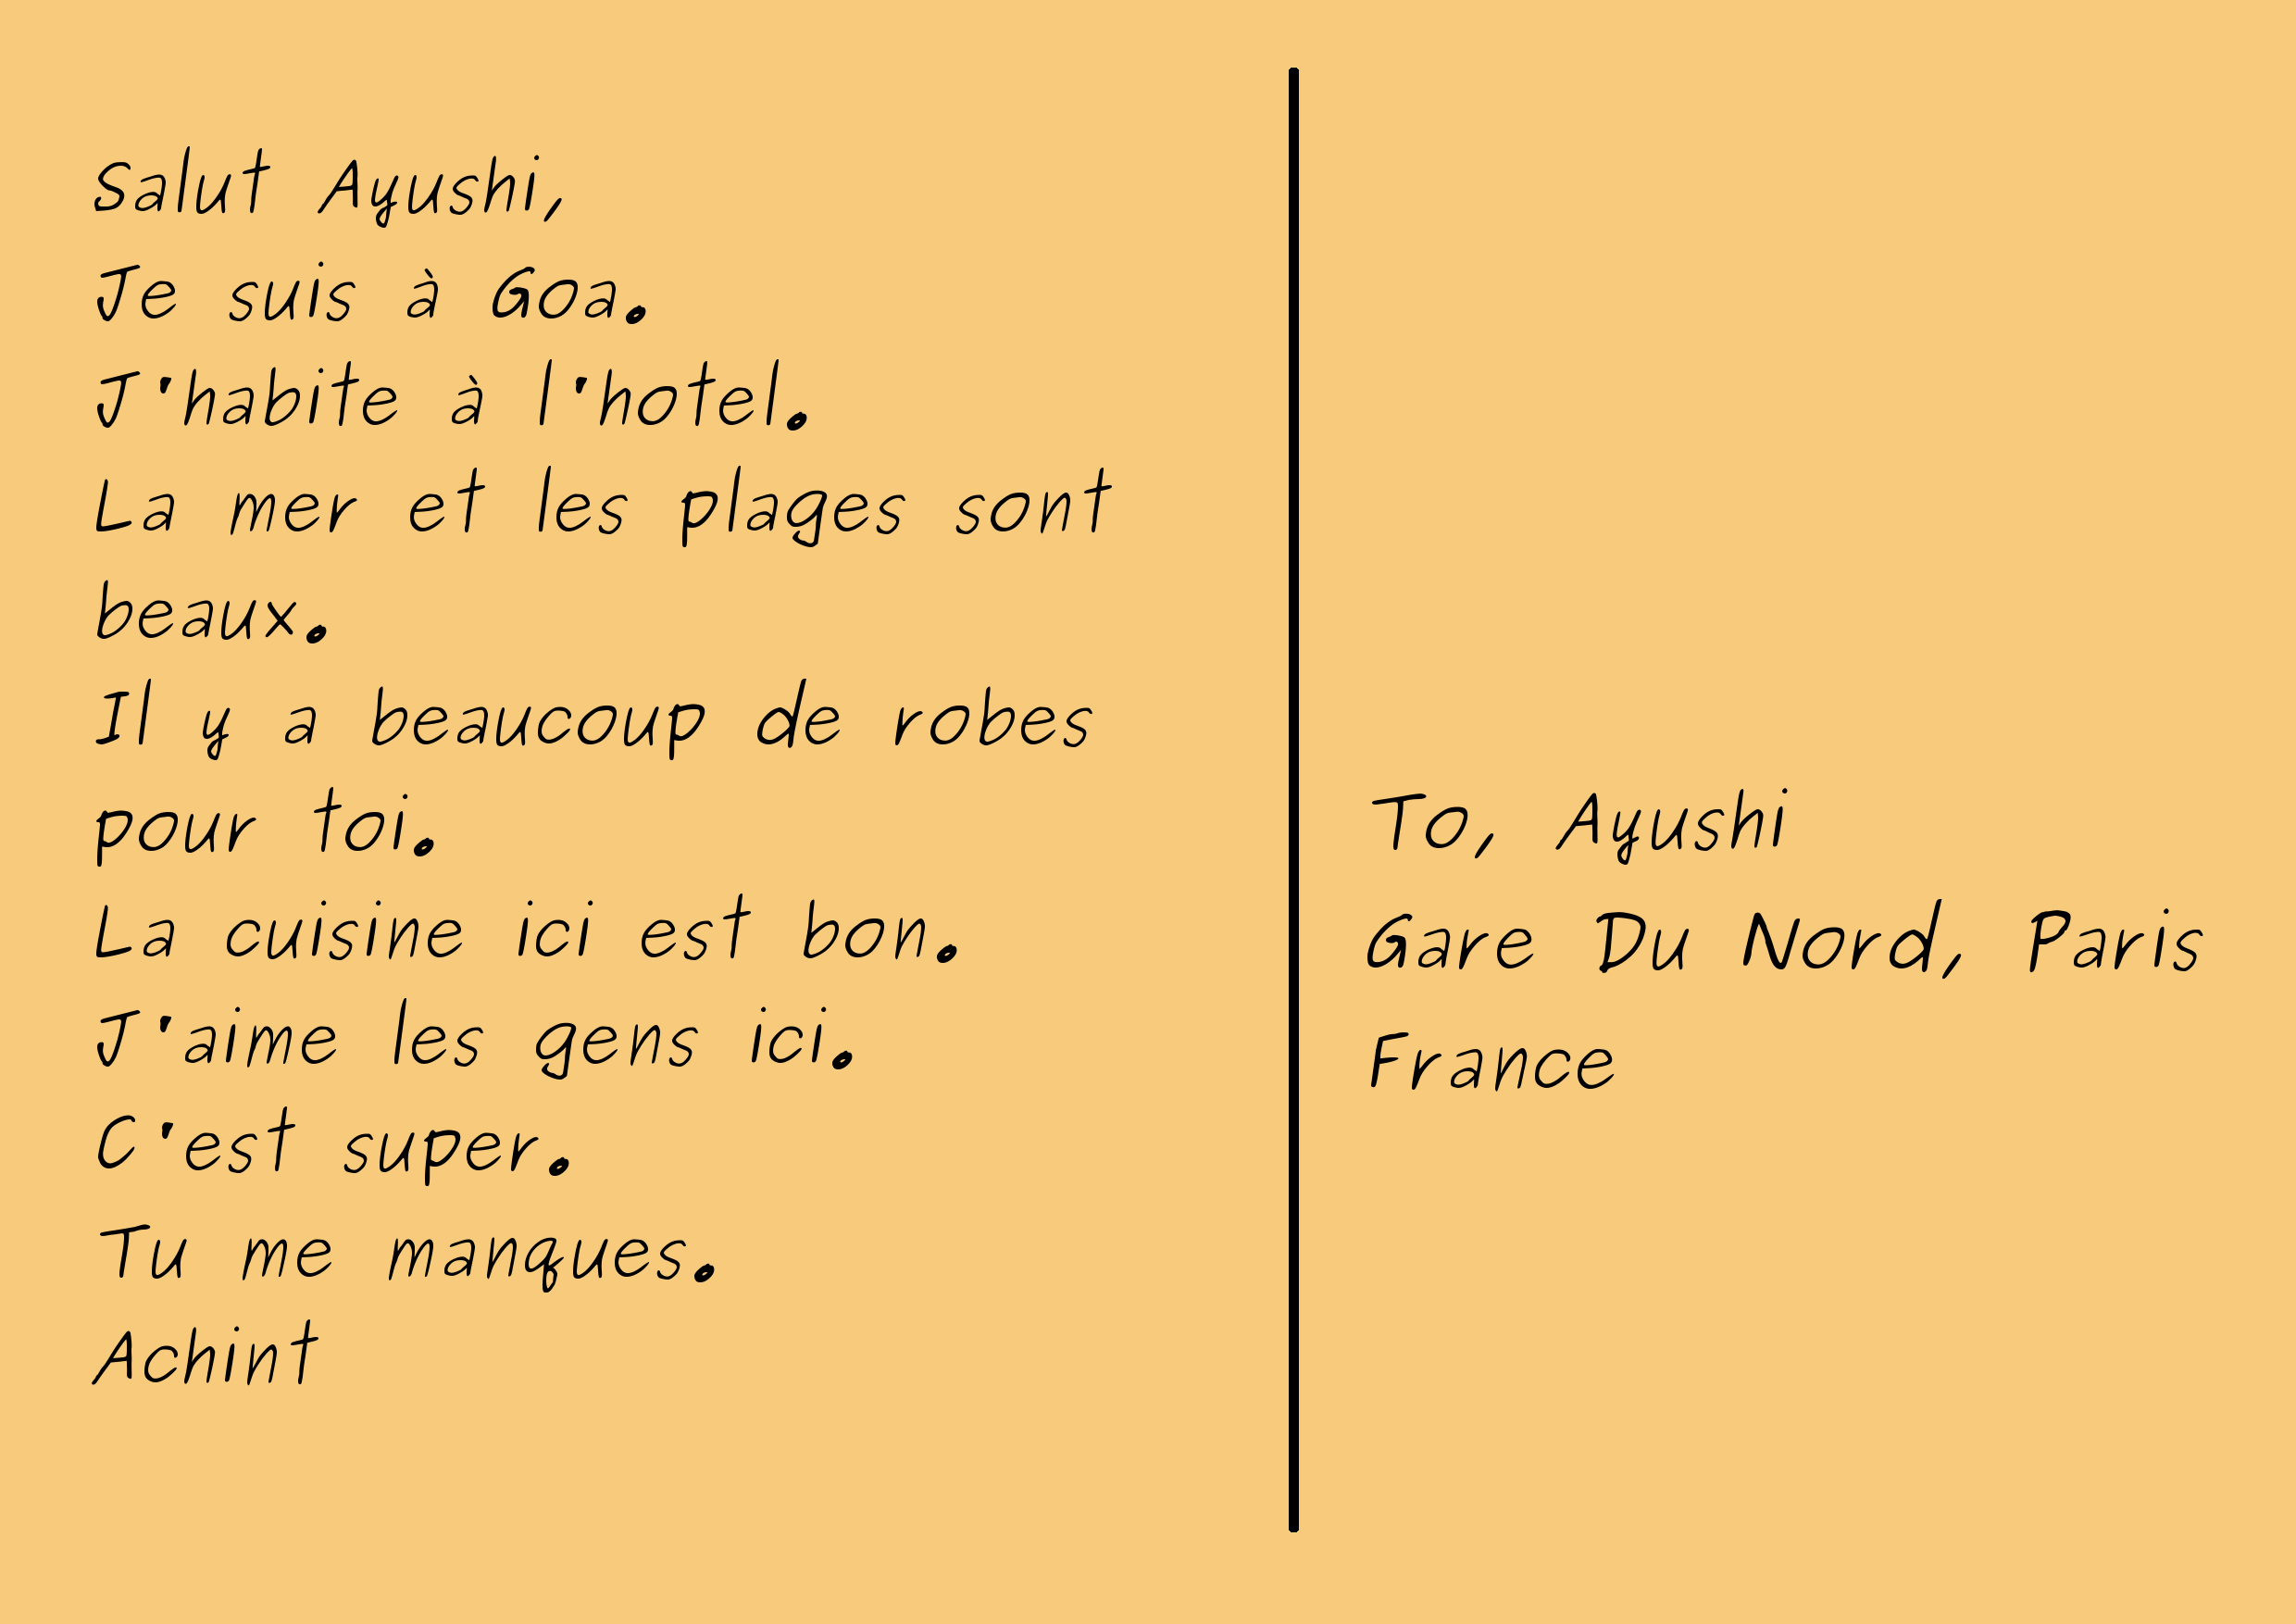 Salut Ayushi,
Je suis à Goa.
J'habite à l'hotel.
La mer et les plages sont
beaux.
Il y a beaucoup de robes
pour toi.
La cuisine ici est bon.
J'aime les gens ici.
C'est super.
Tu me manques.
Achint
To, Ayushi
Gare Du Nord, Paris
France